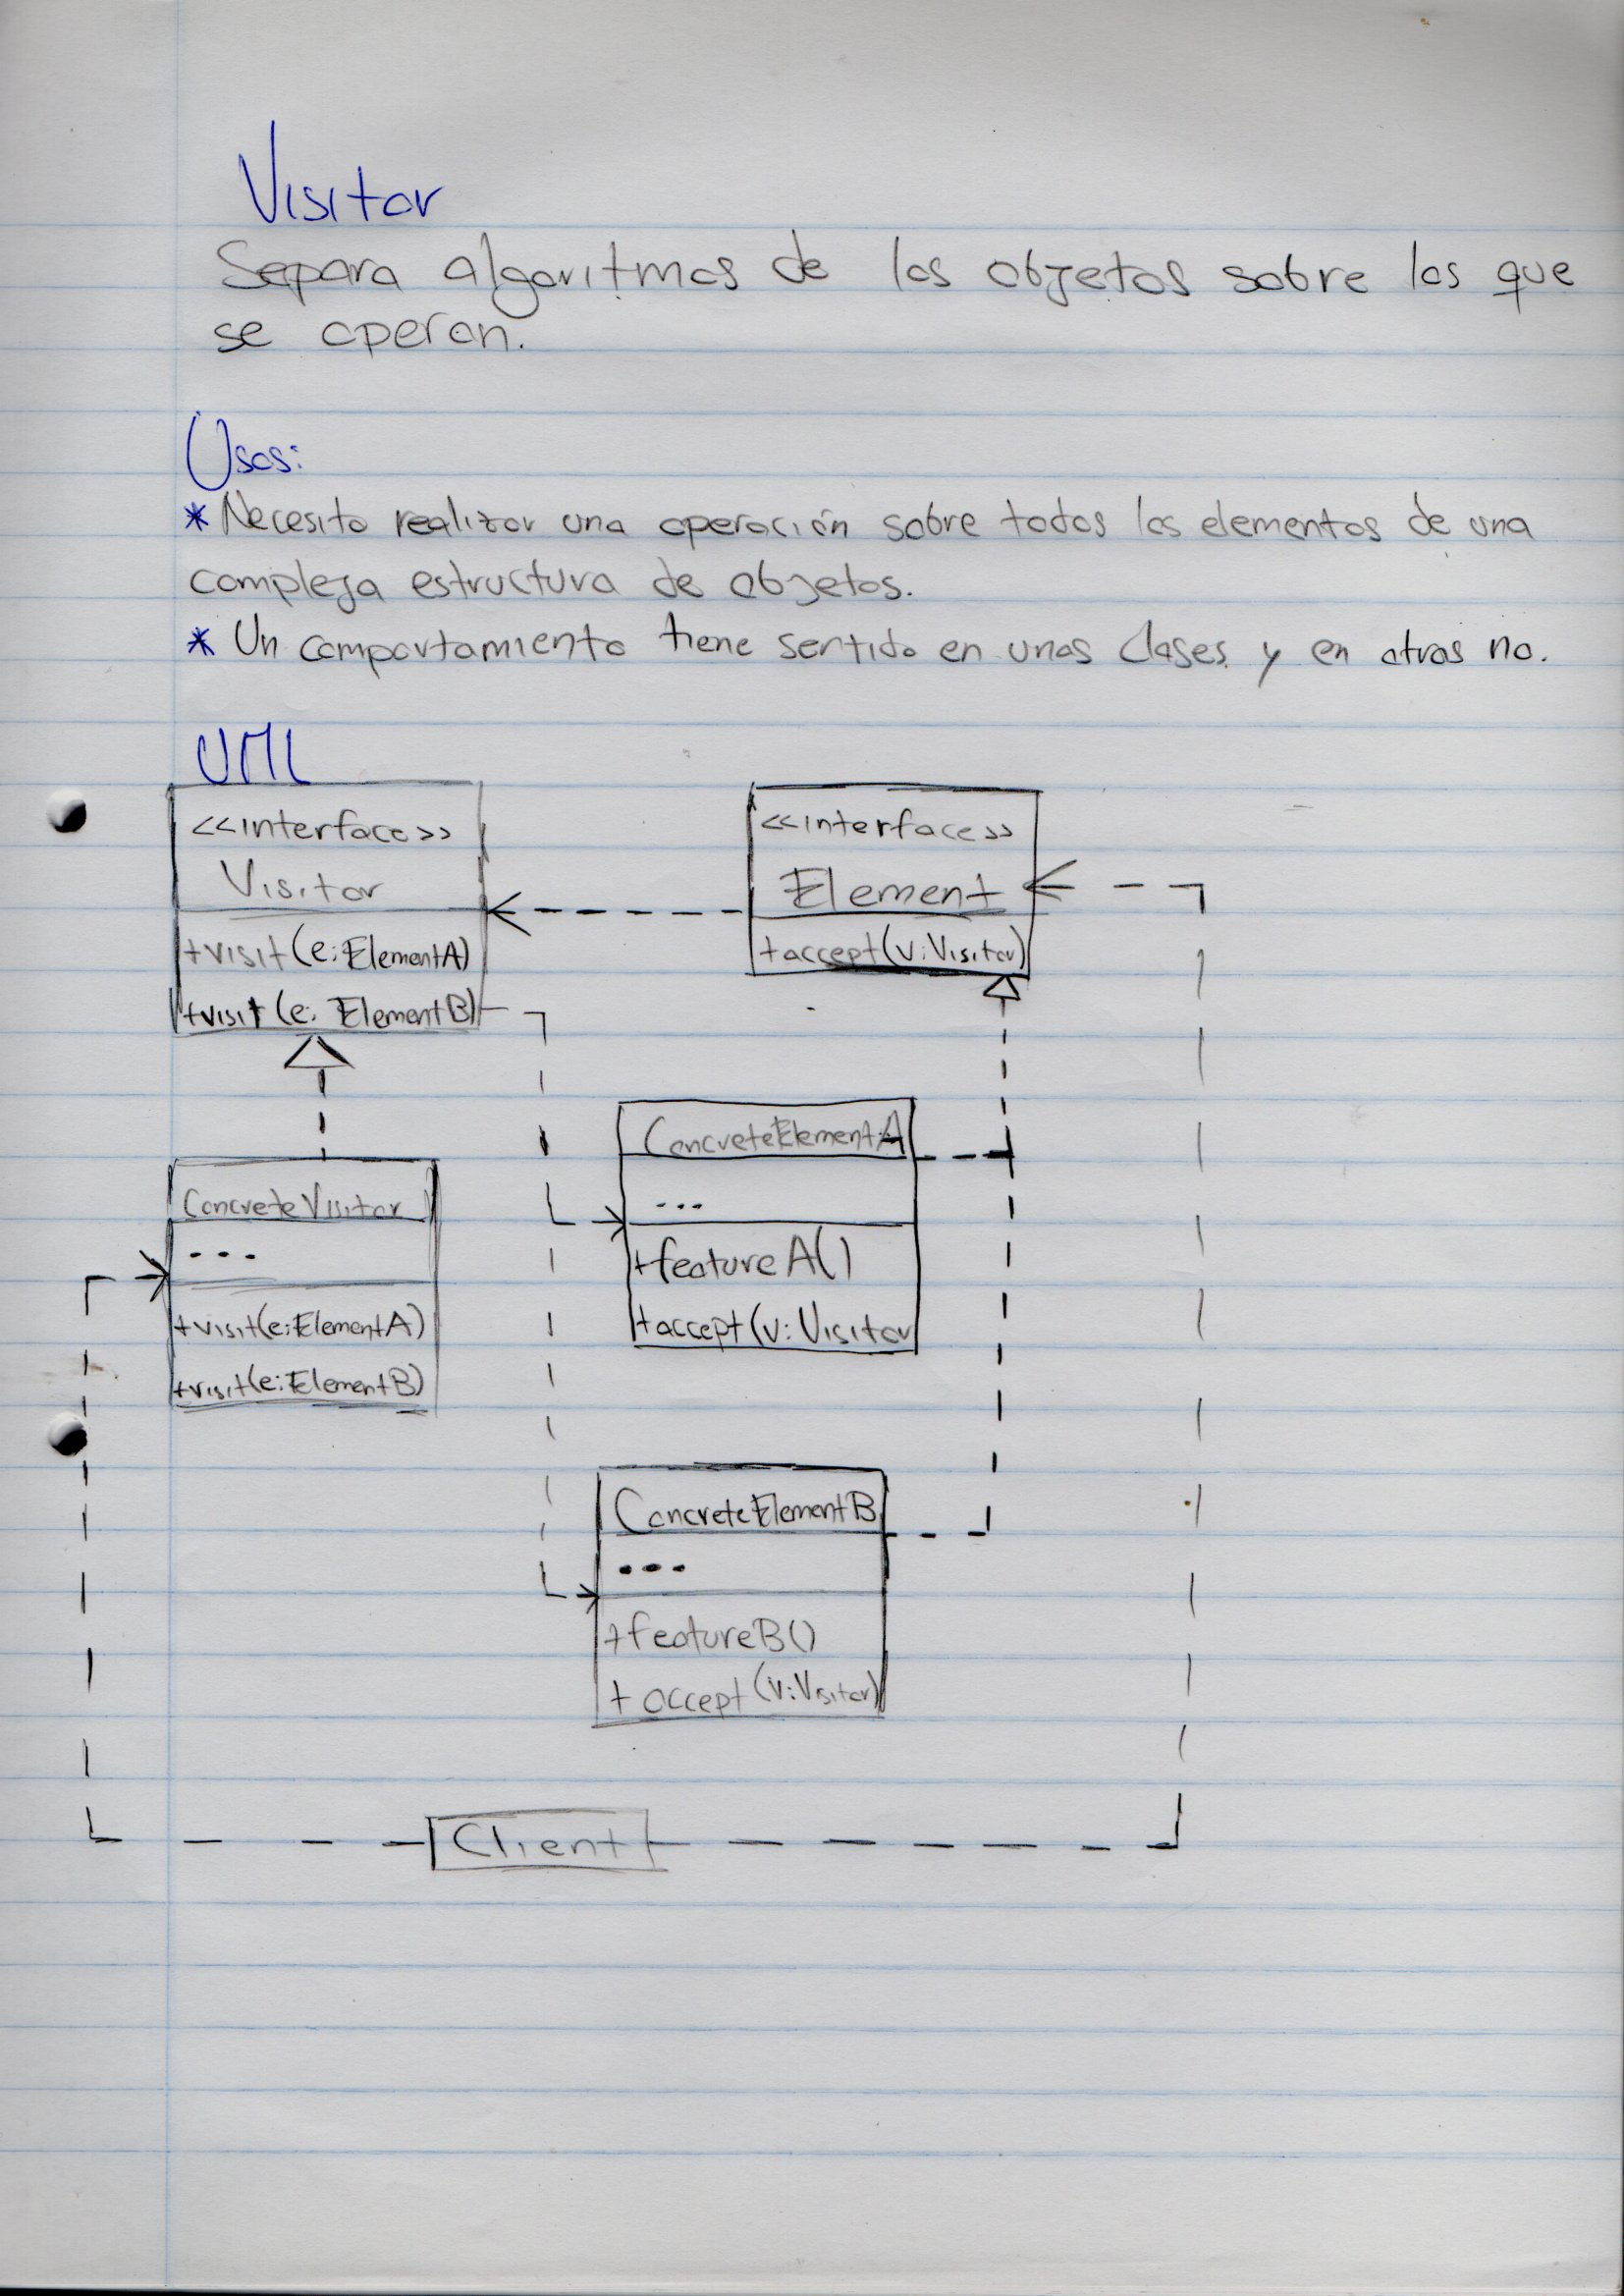 Visitor
Separa algoritmos de los objetos sobre los que
se operan.
Usos:
* Necesito realizar una operación sobre todos los elementos de una
compleja estructura de objetos.
* Un comportamiento tiene sentido en unas clases y en otras no.
UML
<<interface>>
Visitor
+visit(e:ElementA)
+visit(e: ElementB)
<<interface>>
Element
+accept(v:Visitor)
ConcreteElementA
...
+featureA()
+accept(v:Visitor
ConcreteVisitor
...
+visit(e:ElementA)
+visit(e:ElementB)
ConcreteElementB
...
+featureB()
+accept(v:Visitor)
Client